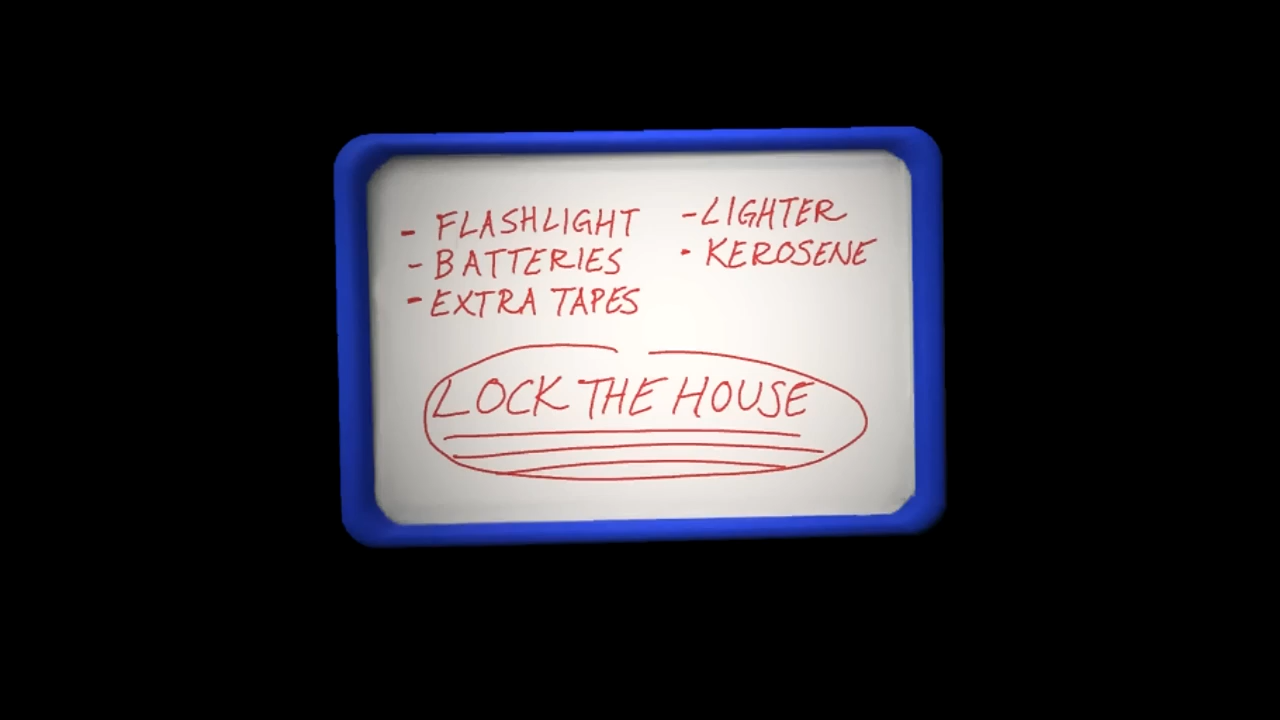 - FLASHLIGHT
- BATTERIES
- EXTRA TAPES
- LIGHTER
- KEROSENE
LOCK THE HOUSE